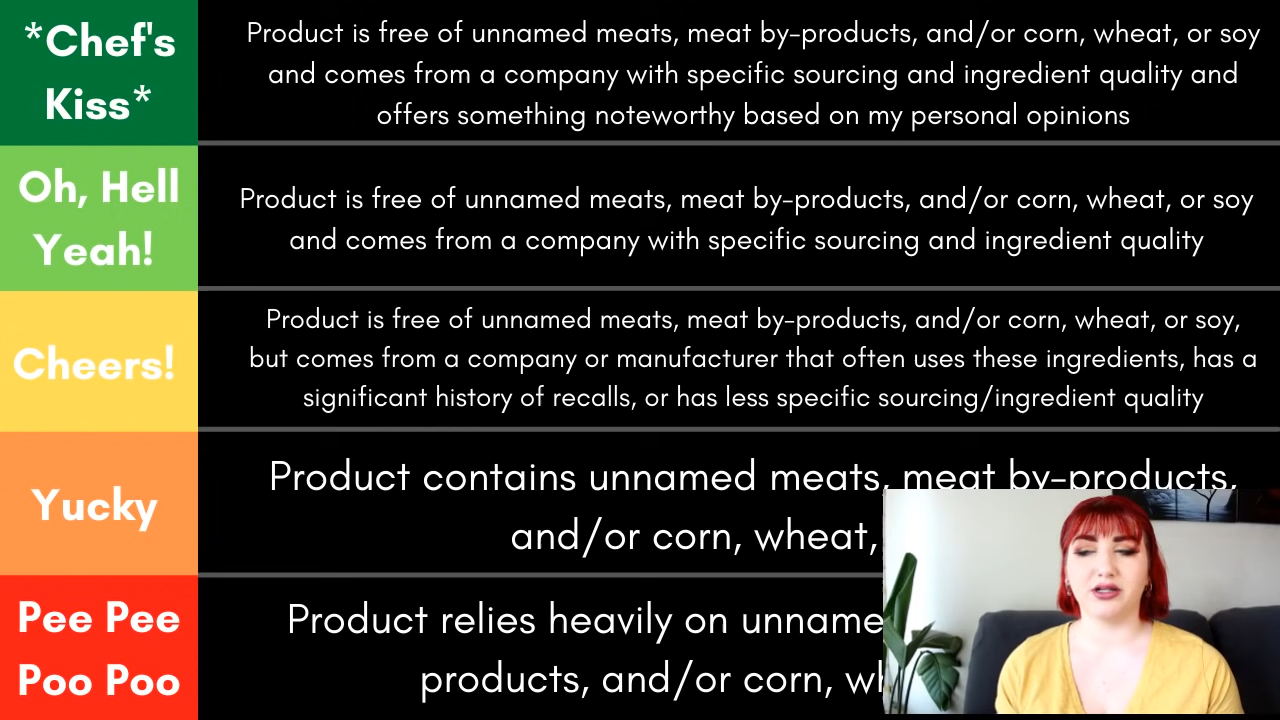 *Chef's
Kiss*
Product is free of unnamed meats, meat by-products, and/or corn, wheat, or soy
and comes from a company with specific sourcing and ingredient quality and
offers something noteworthy based on my personal opinions
Oh, Hell
Yeah!
Product is free of unnamed meats, meat by-products, and/or corn, wheat, or soy
and comes from a company with specific sourcing and ingredient quality
Cheers!
Product is free of unnamed meats, meat by-products, and/or corn, wheat, or soy,
but comes from a company or manufacturer that often uses these ingredients, has a
significant history of recalls, or has less specific sourcing/ingredient quality
Yucky
Product contains unnamed meats, meat by-products,
and/or corn, wheat,
Pee Pee
Poo Poo
Product relies heavily on
products, and/or corn,